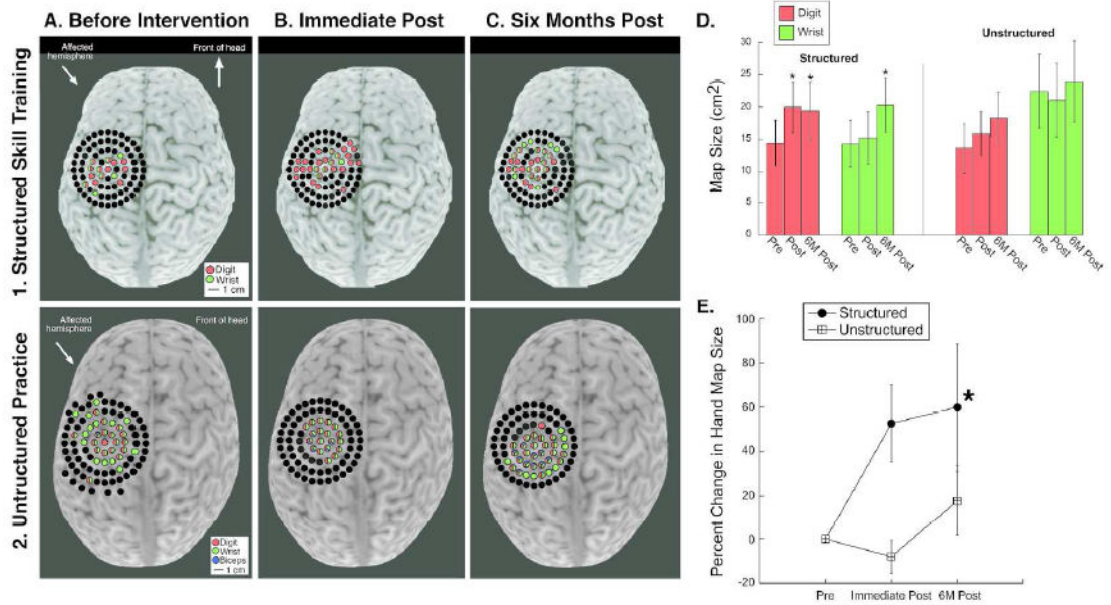 A. Before Intervention
B. Immediate Post
C. Six Months Post
1. Structured Skill Training
Affected
hemisphere
Front of head
Digit
Wrist
1 cm
2. Untructured Practice
Affected
hemisphere
Front of head
Digit
Wrist
Biceps
1 cm
D.
Digit
Wrist
Structured
Unstructured
Map Size (cm2)
30
25
20
15
10
5
0
* *
*
Pre
Post
6M Post
Pre
Post
6M Post
Pre
Post
6M Post
Pre
Post
6M Post
E.
Structured
Unstructured
Percent Change in Hand Map Size
100
80
60
40
20
0
-20
*
Pre
Immediate Post
6M Post